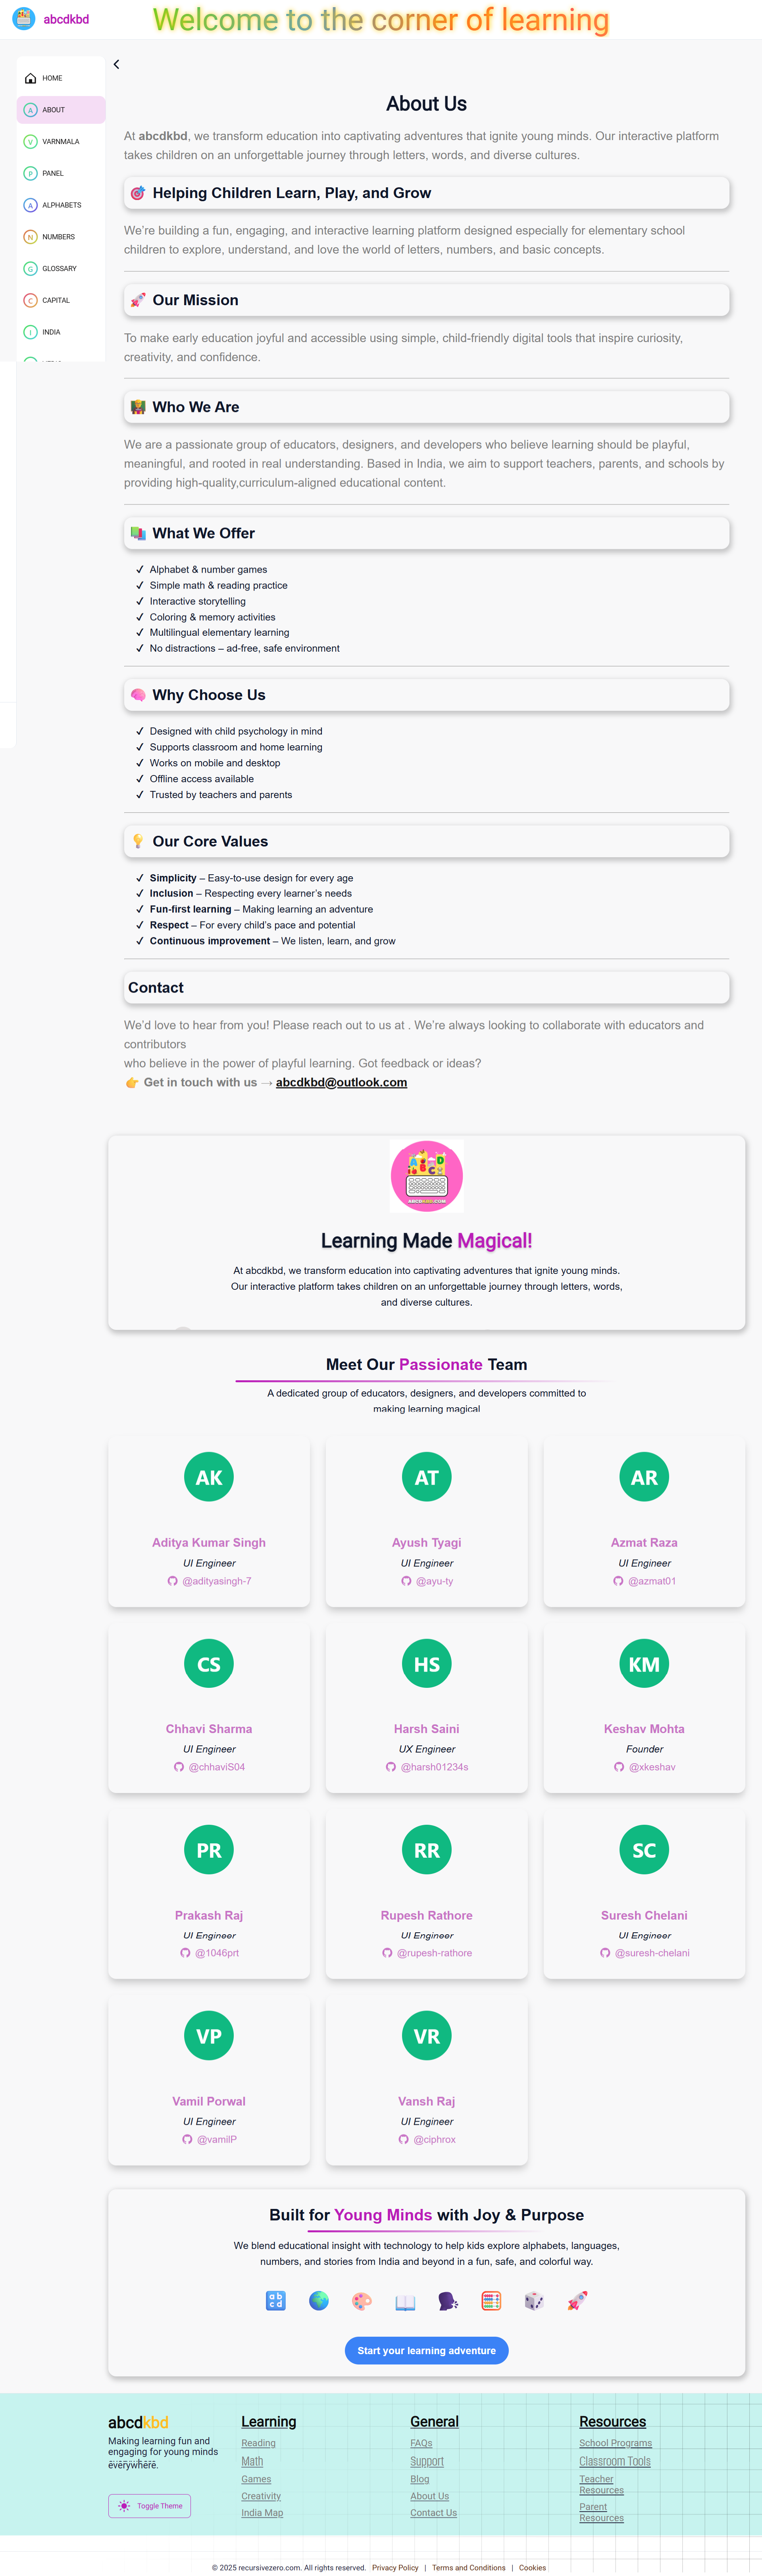 abcdkbd
Welcome to the corner of learning
HOME
A ABOUT
V VARNMALA
P PANEL
A ALPHABETS
N NUMBERS
G GLOSSARY
C CAPITAL
I INDIA
About Us
At abcdkbd, we transform education into captivating adventures that ignite young minds. Our interactive platform
takes children on an unforgettable journey through letters, words, and diverse cultures.
🎯 Helping Children Learn, Play, and Grow
We’re building a fun, engaging, and interactive learning platform designed especially for elementary school
children to explore, understand, and love the world of letters, numbers, and basic concepts.
🚀 Our Mission
To make early education joyful and accessible using simple, child-friendly digital tools that inspire curiosity,
creativity, and confidence.
Who We Are
We are a passionate group of educators, designers, and developers who believe learning should be playful,
meaningful, and rooted in real understanding. Based in India, we aim to support teachers, parents, and schools by
providing high-quality,curriculum-aligned educational content.
📚 What We Offer
✓ Alphabet & number games
✓ Simple math & reading practice
✓ Interactive storytelling
✓ Coloring & memory activities
✓ Multilingual elementary learning
✓ No distractions – ad-free, safe environment
🧠 Why Choose Us
✓ Designed with child psychology in mind
✓ Supports classroom and home learning
✓ Works on mobile and desktop
✓ Offline access available
✓ Trusted by teachers and parents
💡 Our Core Values
✓ Simplicity – Easy-to-use design for every age
✓ Inclusion – Respecting every learner’s needs
✓ Fun-first learning – Making learning an adventure
✓ Respect – For every child’s pace and potential
✓ Continuous improvement – We listen, learn, and grow
Contact
We’d love to hear from you! Please reach out to us at . We’re always looking to collaborate with educators and
contributors
who believe in the power of playful learning. Got feedback or ideas?
👉 Get in touch with us → abcdkbd@outlook.com
A B C D
ABCDKBD.COM
Learning Made Magical!
At abcdkbd, we transform education into captivating adventures that ignite young minds.
Our interactive platform takes children on an unforgettable journey through letters, words,
and diverse cultures.
Meet Our Passionate Team
A dedicated group of educators, designers, and developers committed to
making learning magical
AK
Aditya Kumar Singh
UI Engineer
@adityasingh-7
AT
Ayush Tyagi
UI Engineer
@ayu-ty
AR
Azmat Raza
UI Engineer
@azmat01
CS
Chhavi Sharma
UI Engineer
@chhaviS04
HS
Harsh Saini
UX Engineer
@harsh01234s
KM
Keshav Mohta
Founder
@xkeshav
PR
Prakash Raj
UI Engineer
@1046prt
RR
Rupesh Rathore
UI Engineer
@rupesh-rathore
SC
Suresh Chelani
UI Engineer
@suresh-chelani
VP
Vamil Porwal
UI Engineer
@vamilP
VR
Vansh Raj
UI Engineer
@ciphrox
Built for Young Minds with Joy & Purpose
We blend educational insight with technology to help kids explore alphabets, languages,
numbers, and stories from India and beyond in a fun, safe, and colorful way.
Start your learning adventure
abcdkbd
Making learning fun and
engaging for young minds
everywhere.
Toggle Theme
Learning
Reading
Math
Games
Creativity
India Map
General
FAQs
Support
Blog
About Us
Contact Us
Resources
School Programs
Classroom Tools
Teacher
Resources
Parent
Resources
© 2025 recursivezero.com. All rights reserved. Privacy Policy | Terms and Conditions | Cookies